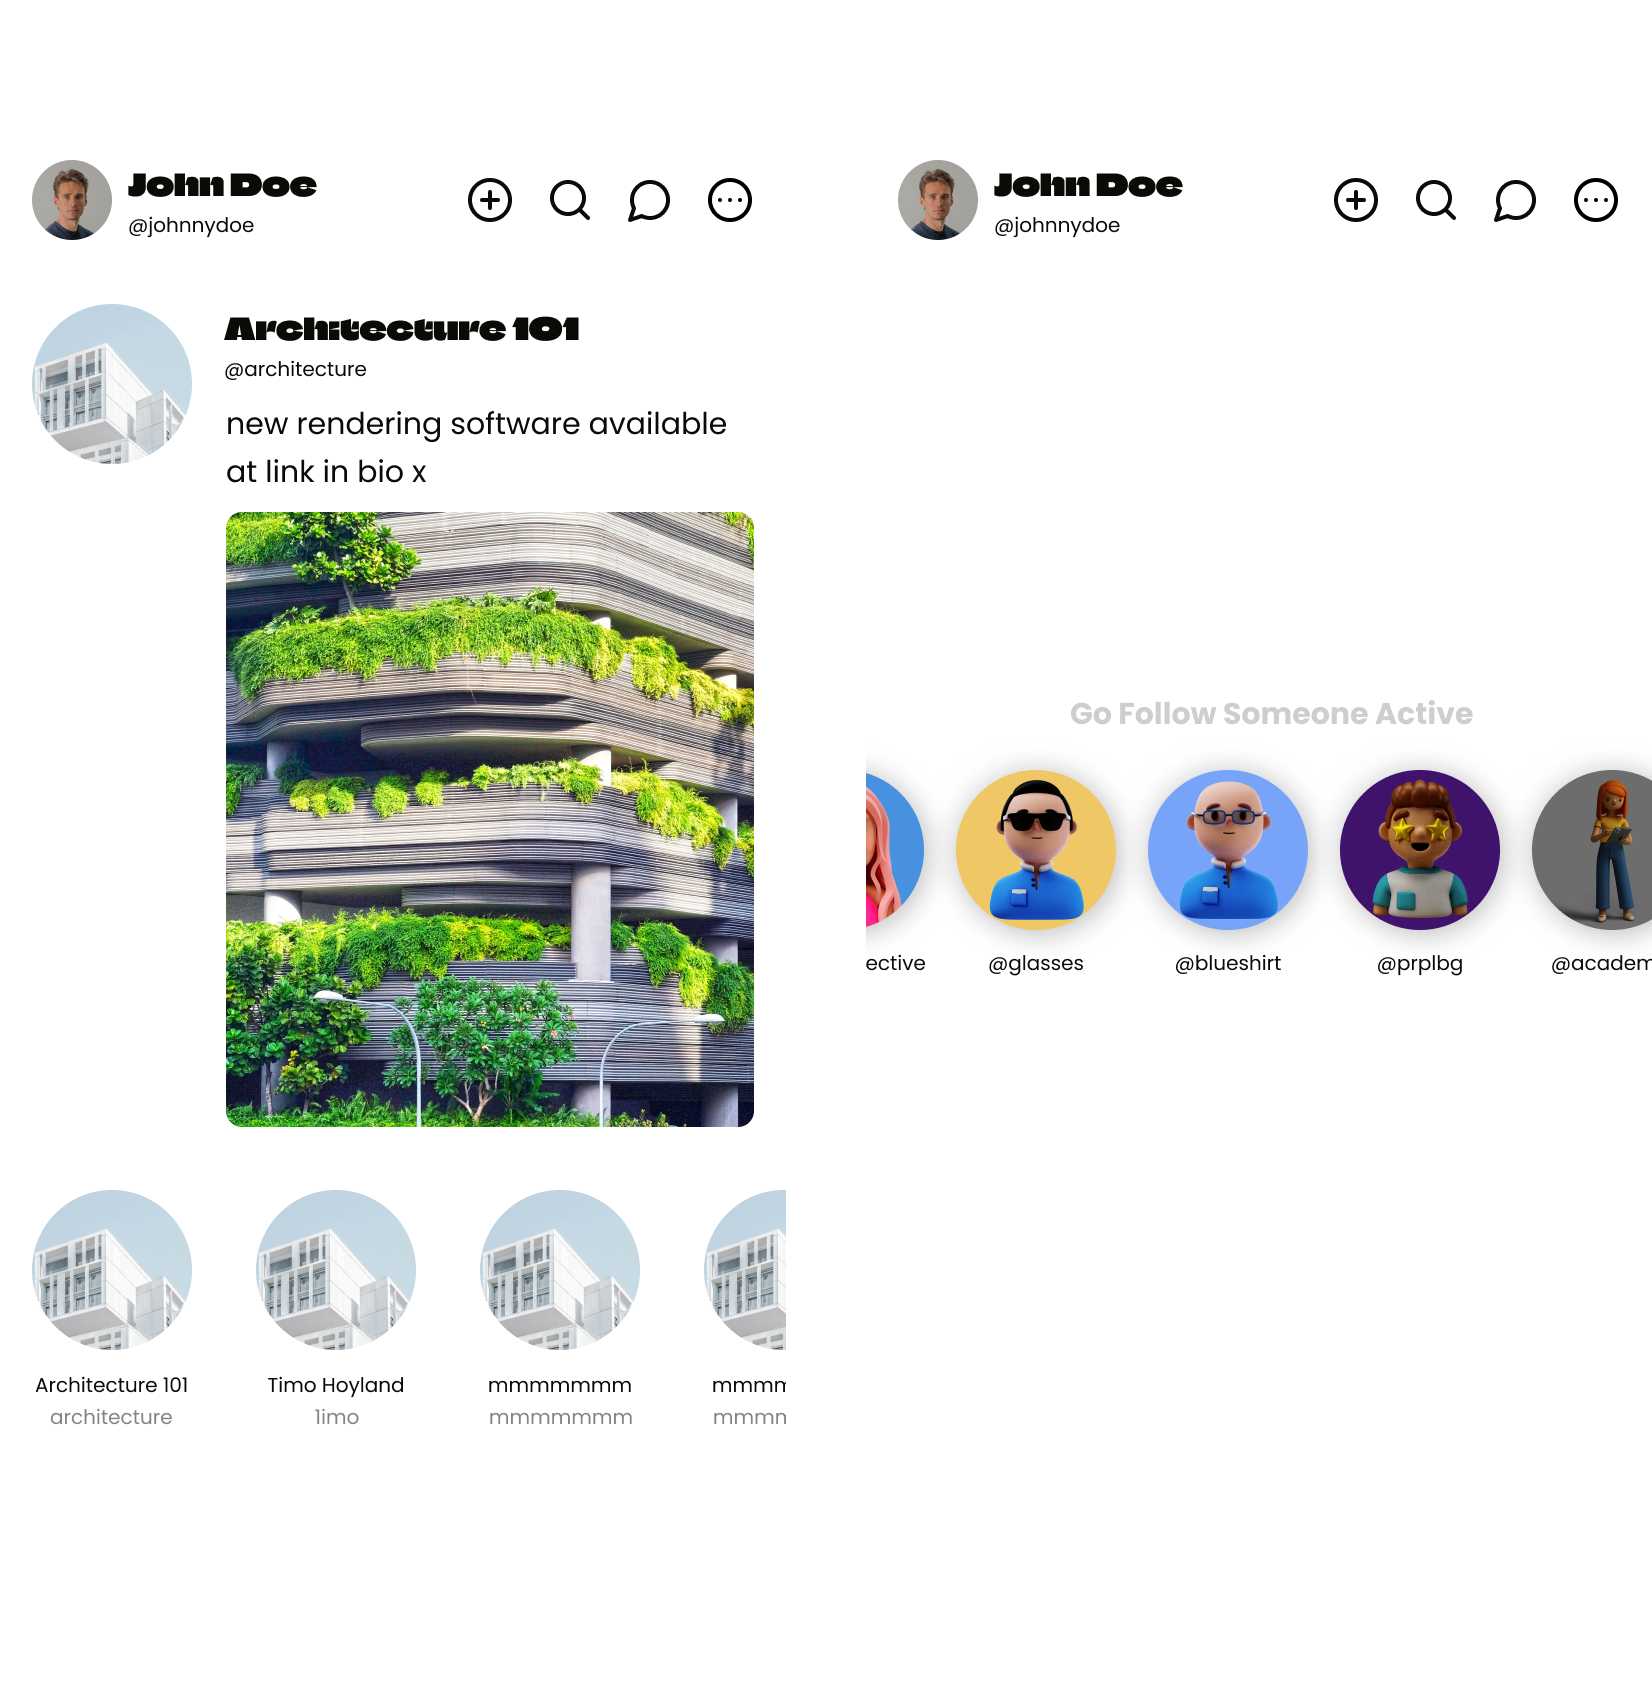 John Doe
@johnnydoe
Architecture 101
@architecture
new rendering software available
at link in bio x
Architecture 101
architecture
Timo Hoyland
1imo
mmmmmmm
mmmmmmm
mmmm
mmmm
John Doe
@johnnydoe
Go Follow Someone Active
ective
@glasses
@blueshirt
@prplbg
@academ